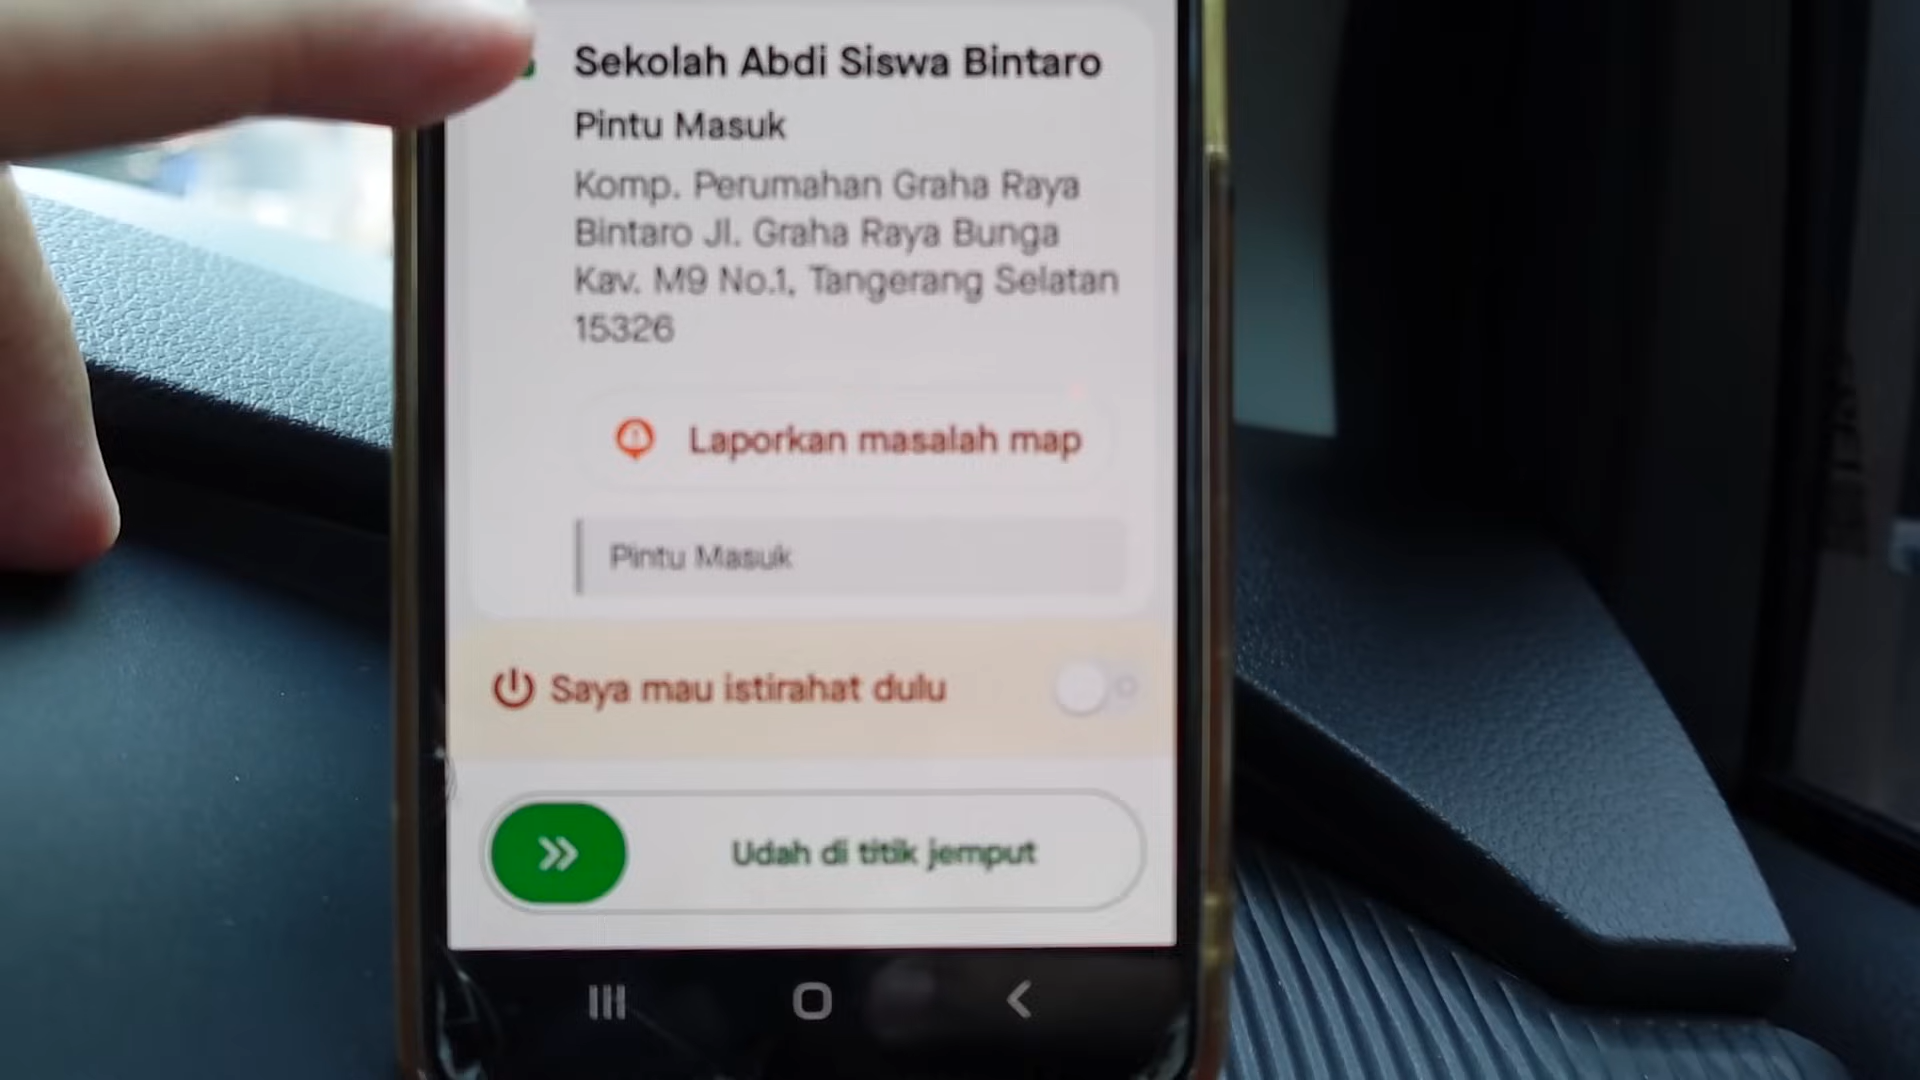 Sekolah Abdi Siswa Bintaro
Pintu Masuk
Komp. Perumahan Graha Raya
Bintaro Jl. Graha Raya Bunga
Kav. M9 No.1, Tangerang Selatan
15326
Laporkan masalah map
Pintu Masuk
Saya mau istirahat dulu
Udah di titik jemput